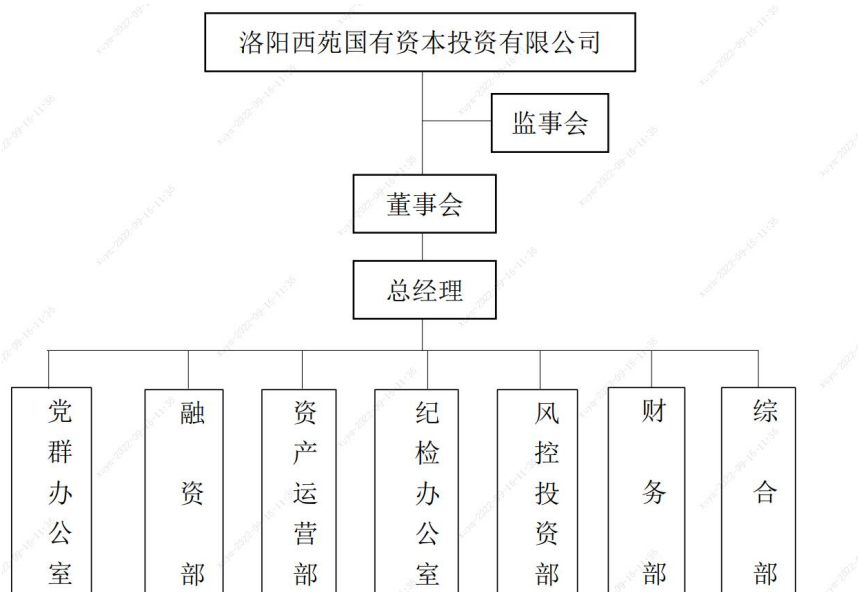 洛阳西苑国有资本投资有限公司
监事会
董事会
总经理
党群办公室
融资部
资产运营部
纪检办公室
风控投资部
财务部
综合部